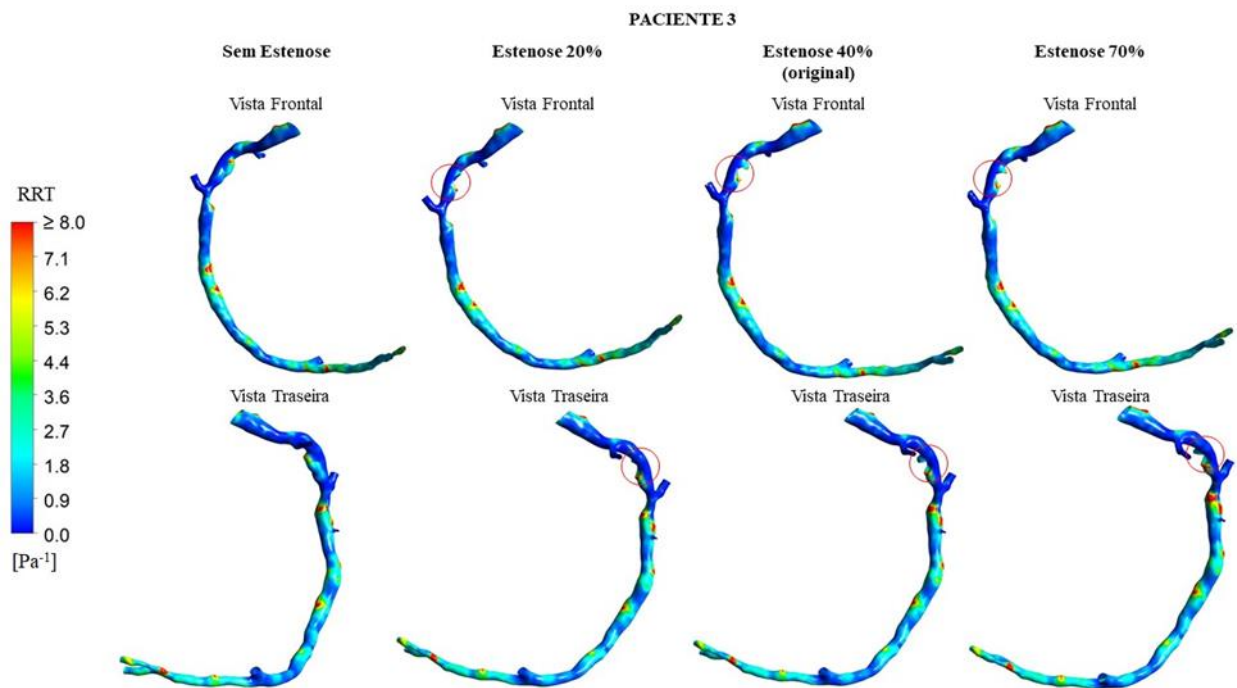 PACIENTE 3
Sem Estenose
Estenose 20%
Estenose 40%
(original)
Estenose 70%
Vista Frontal
Vista Frontal
Vista Frontal
Vista Frontal
RRT
≥ 8.0
7.1
6.2
5.3
4.4
3.6
2.7
1.8
0.9
0.0
[Pa⁻¹]
Vista Traseira
Vista Traseira
Vista Traseira
Vista Traseira